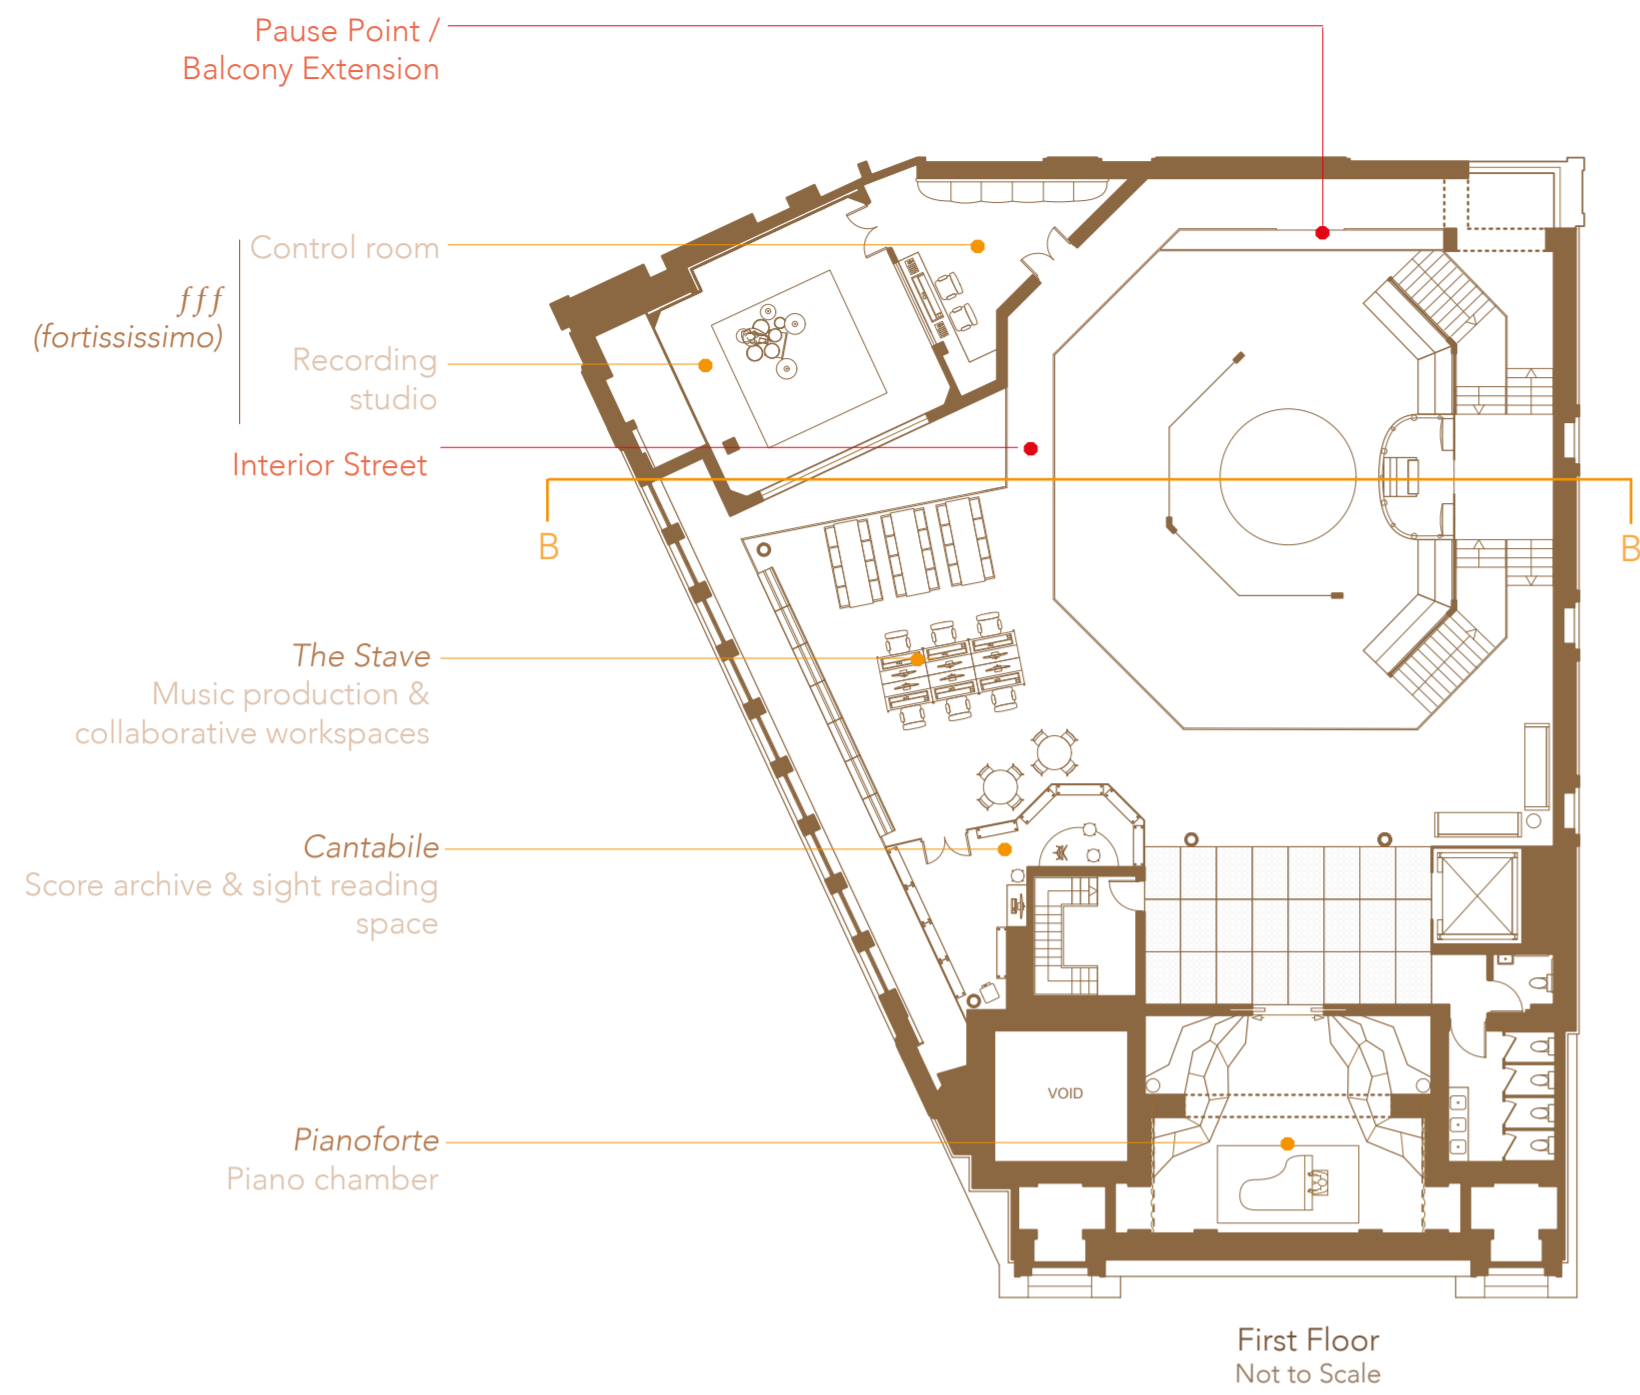 Pause Point /
Balcony Extension
Control room
fff
(fortississimo)
Recording
studio
Interior Street
B
B
The Stave
Music production &
collaborative workspaces
Cantabile
Score archive & sight reading
space
VOID
Pianoforte
Piano chamber
First Floor
Not to Scale